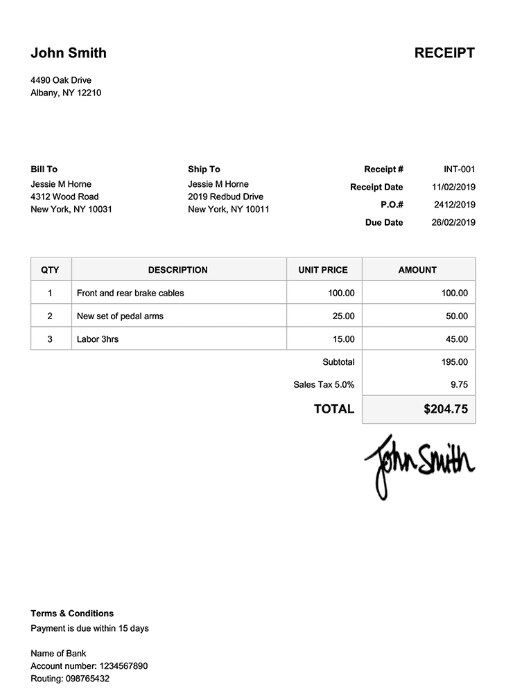 John Smith
RECEIPT
4490 Oak Drive
Albany, NY 12210
Bill To
Jessie M Horne
4312 Wood Road
New York, NY 10031
Ship To
Jessie M Horne
2019 Redbud Drive
New York, NY 10011
Receipt # INT-001
Receipt Date 11/02/2019
P.O.# 2412/2019
Due Date 26/02/2019
QTY DESCRIPTION UNIT PRICE AMOUNT
1 Front and rear brake cables 100.00 100.00
2 New set of pedal arms 25.00 50.00
3 Labor 3hrs 15.00 45.00
Subtotal 195.00
Sales Tax 5.0% 9.75
TOTAL $204.75
John Smith
Terms & Conditions
Payment is due within 15 days
Name of Bank
Account number: 1234567890
Routing: 098765432